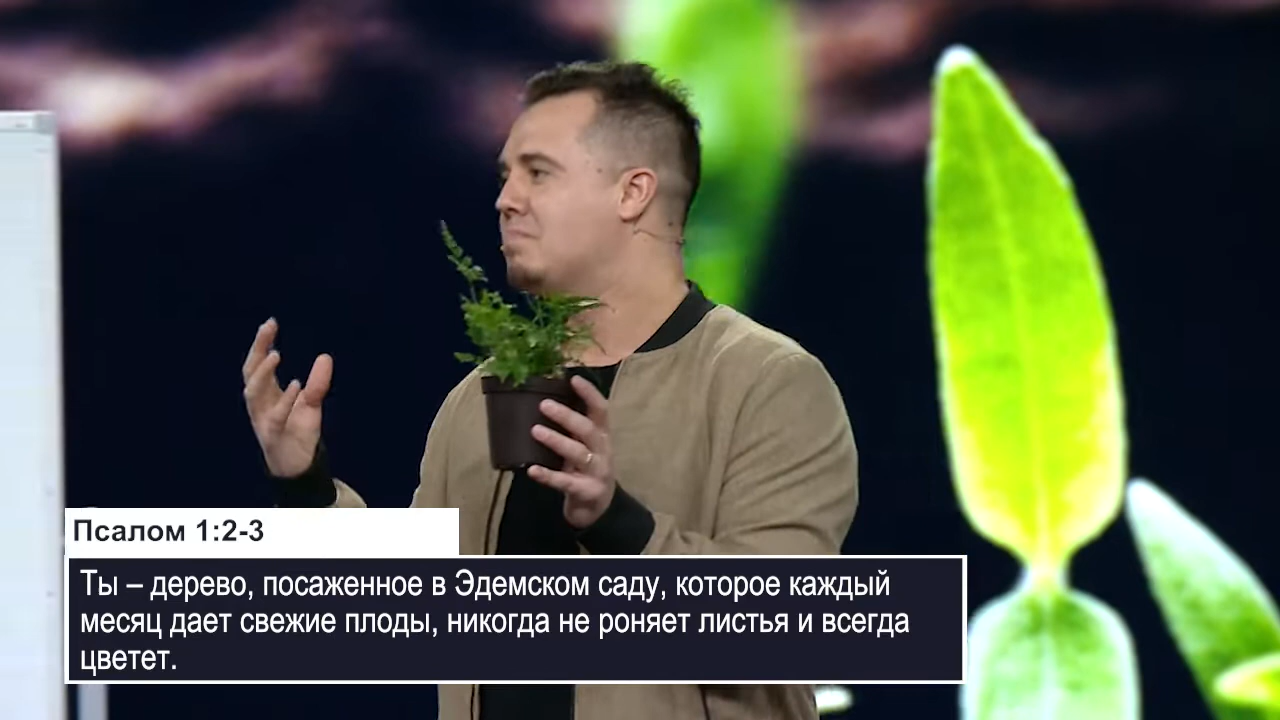 Псалом 1:2-3
Ты – дерево, посаженное в Эдемском саду, которое каждый
месяц дает свежие плоды, никогда не роняет листья и всегда
цветет.